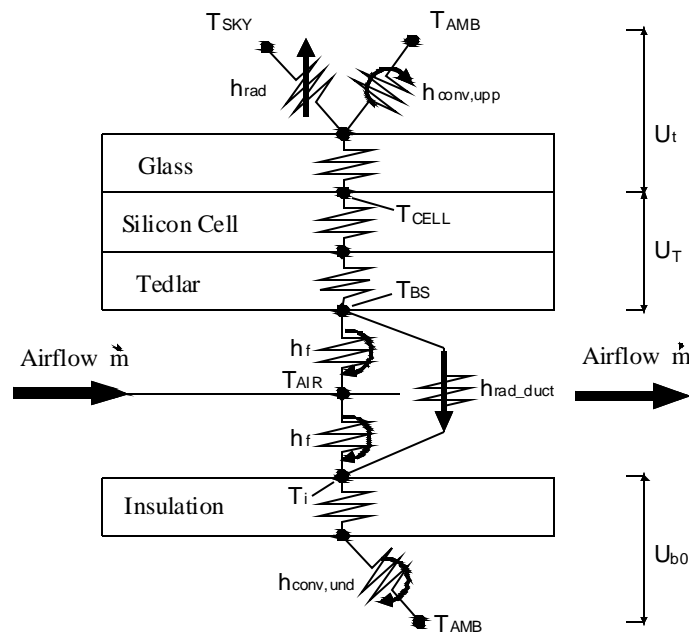 TSKY
TAMB
hrad
hconv,upp
Ut
Glass
TCELL
Silicon Cell
UT
Tedlar
TBS
Airflow ṁ
hf
Airflow ṁ
TAIR
hrad_duct
hf
Ti
Insulation
Ub0
hconv,und
TAMB